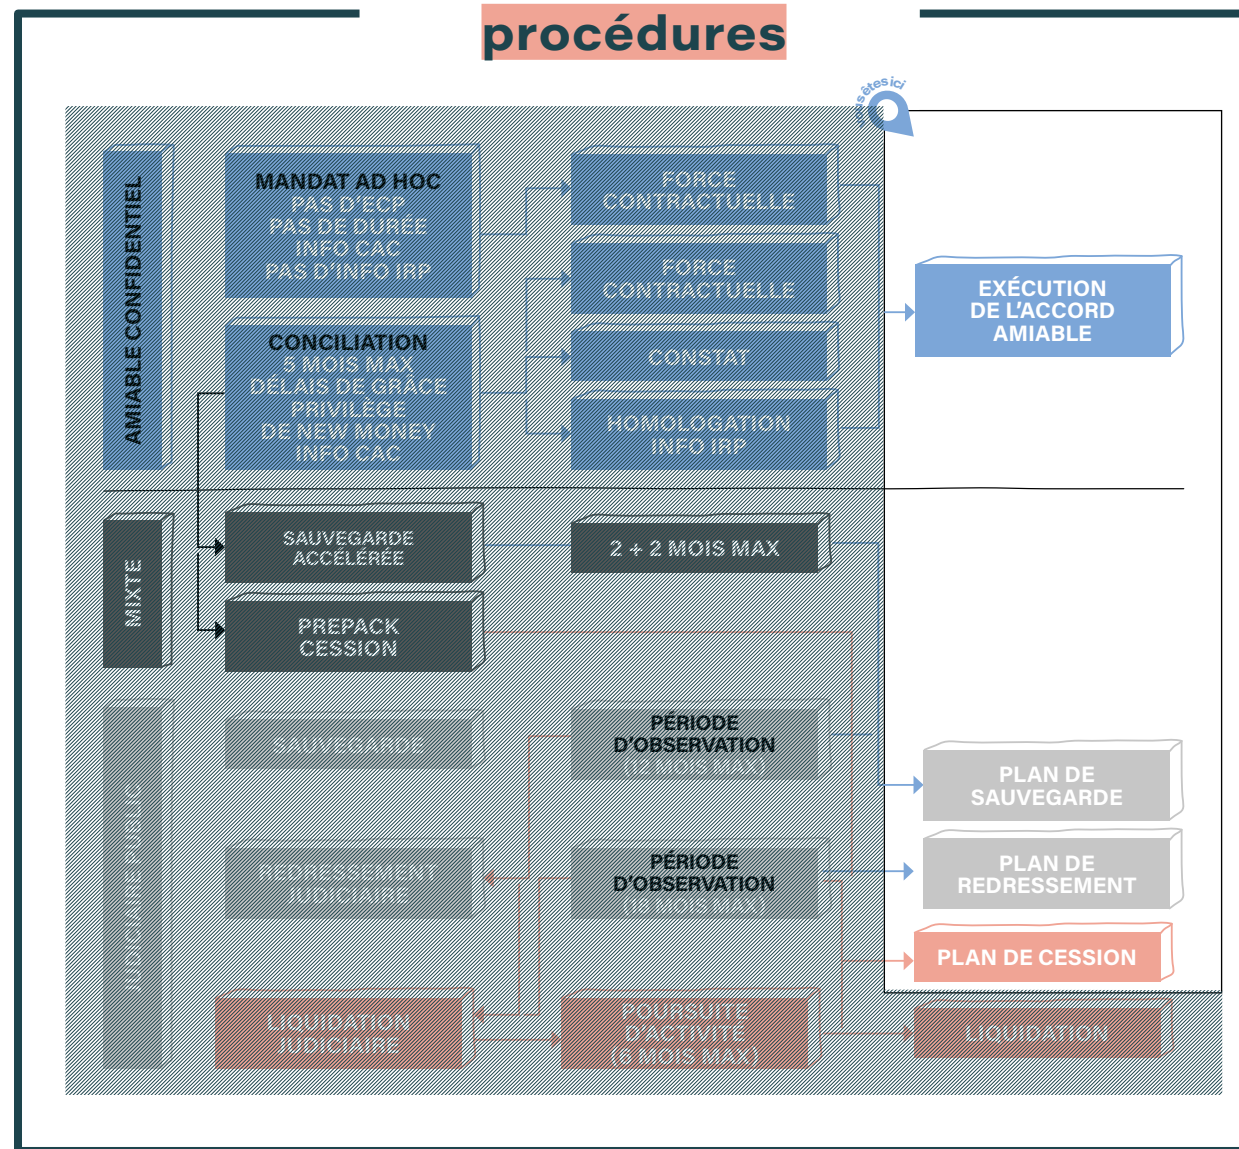 procédures
vous êtes ici
AMIABLE CONFIDENTIEL
MANDAT AD HOC
PAS D'ECP
PAS DE DURÉE
INFO CAC
PAS D'INFO IRP
FORCE
CONTRACTUELLE
FORCE
CONTRACTUELLE
EXÉCUTION
DE L'ACCORD
AMIABLE
CONCILIATION
5 MOIS MAX
DÉLAIS DE GRÂCE
PRIVILÈGE
DE NEW MONEY
INFO CAC
CONSTAT
HOMOLOGATION
INFO IRP
MIXTE
SAUVEGARDE
ACCÉLÉRÉE
2 + 2 MOIS MAX
PREPACK
CESSION
JUDICIAIRE PUBLIC
SAUVEGARDE
PÉRIODE
D'OBSERVATION
(12 MOIS MAX)
PLAN DE
SAUVEGARDE
REDRESSEMENT
JUDICIAIRE
PÉRIODE
D'OBSERVATION
(18 MOIS MAX)
PLAN DE
REDRESSEMENT
PLAN DE CESSION
LIQUIDATION
JUDICIAIRE
POURSUITE
D'ACTIVITÉ
(6 MOIS MAX)
LIQUIDATION